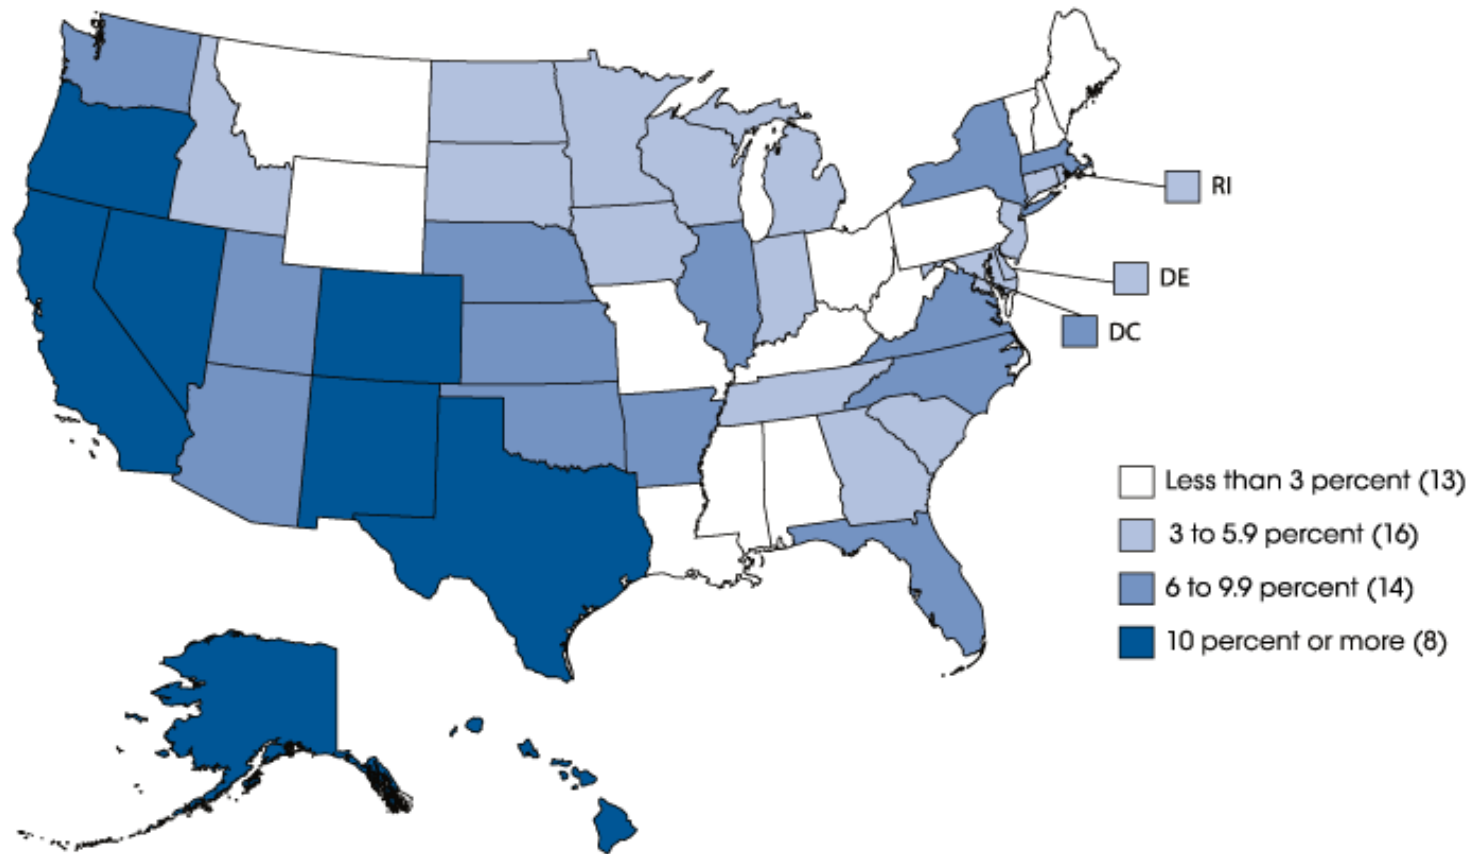 RI
DE
DC
Less than 3 percent (13)
3 to 5.9 percent (16)
6 to 9.9 percent (14)
10 percent or more (8)